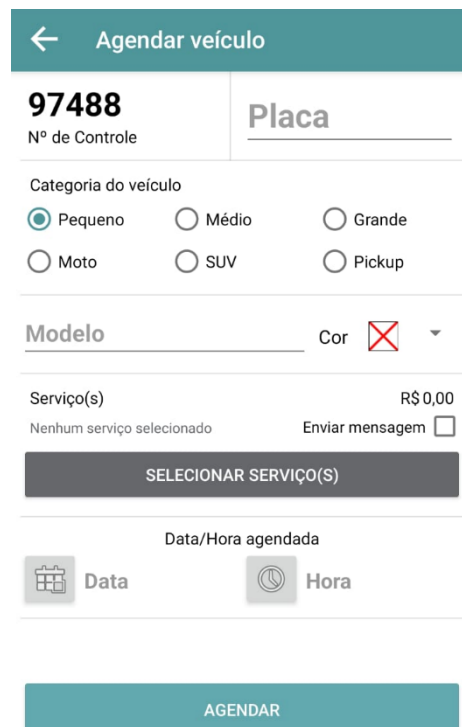 Agendar veículo
97488
Nº de Controle
Placa
Categoria do veículo
Pequeno Médio Grande
Moto SUV Pickup
Modelo Cor
Serviço(s) R$ 0,00
Nenhum serviço selecionado Enviar mensagem
SELECIONAR SERVIÇO(S)
Data/Hora agendada
Data Hora
AGENDAR